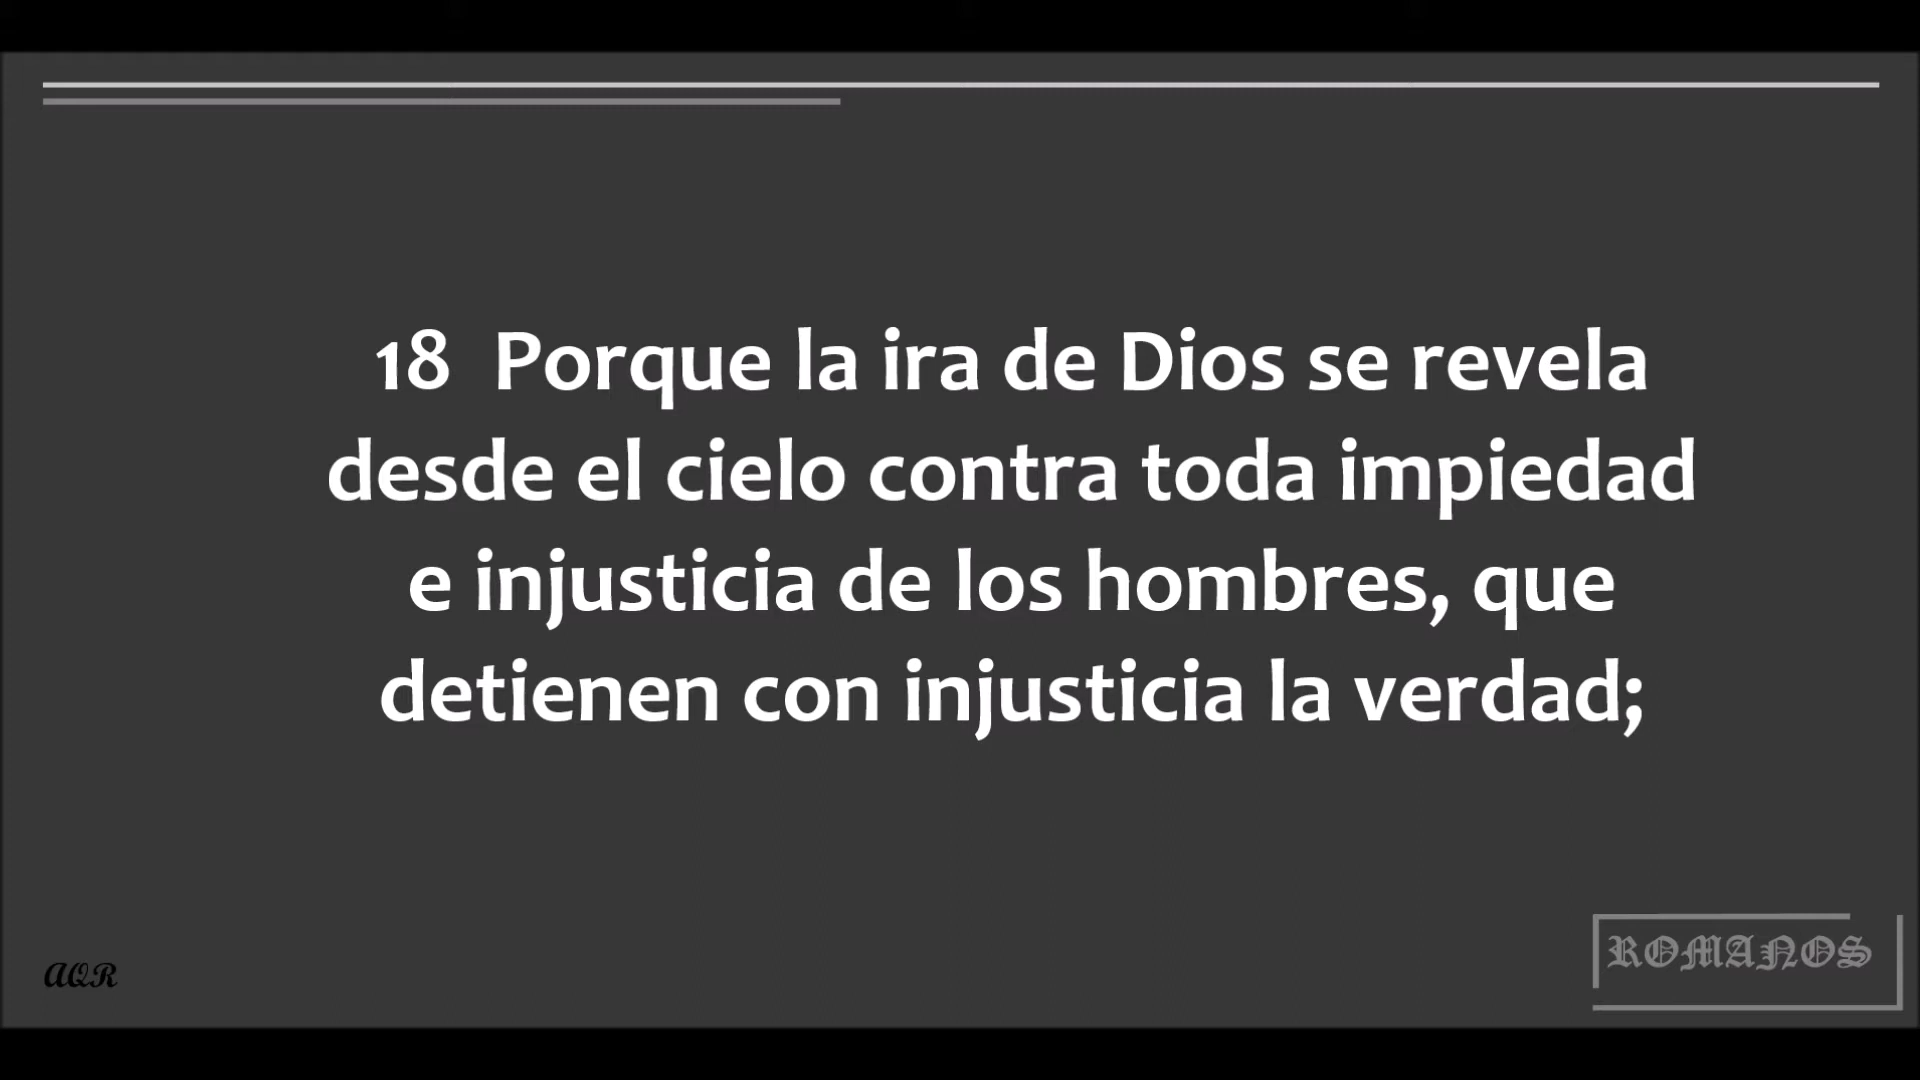 18 Porque la ira de Dios se revela
desde el cielo contra toda impiedad
e injusticia de los hombres, que
detienen con injusticia la verdad;
AQR
ROMANOS